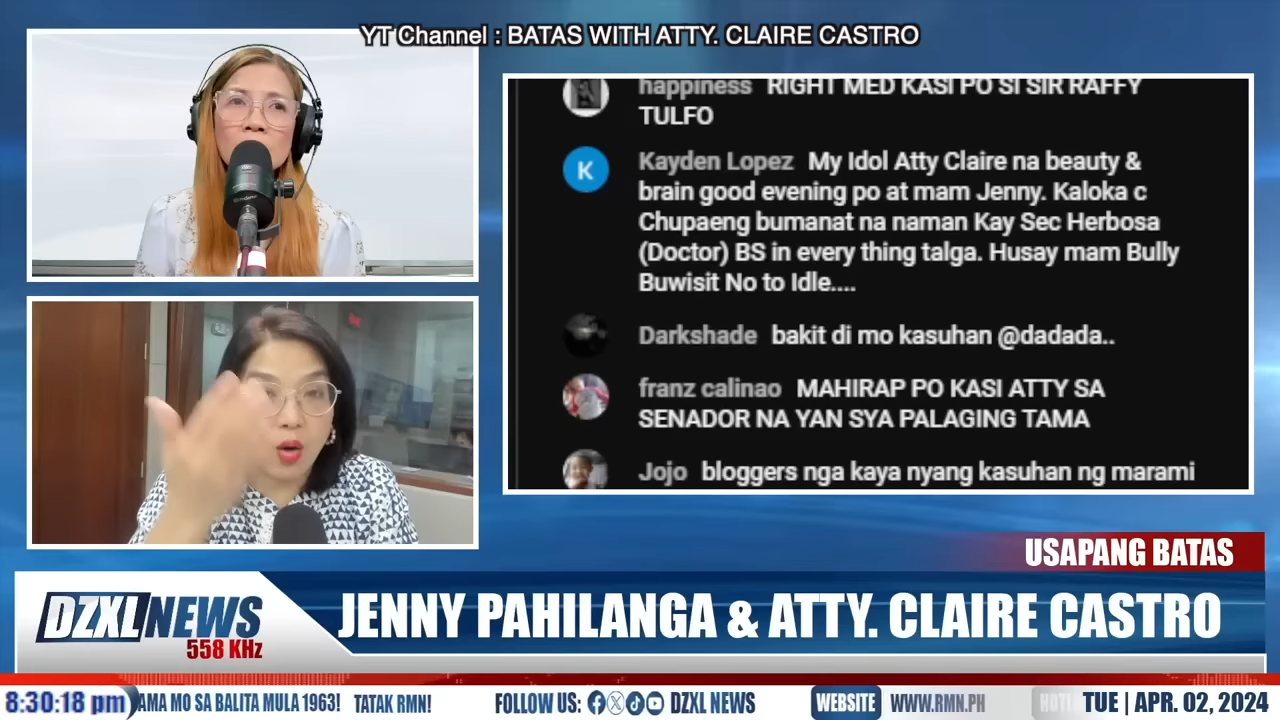 YT Channel : BATAS WITH ATTY. CLAIRE CASTRO
happiness RIGHT MED KASI PO SI SIR RAFFY
TULFO
K
Kayden Lopez My Idol Atty Claire na beauty &
brain good evening po at mam Jenny. Kaloka c
Chupaeng bumanat na naman Kay Sec Herbosa
(Doctor) BS in every thing talga. Husay mam Bully
Buwisit No to Idle....
Darkshade bakit di mo kasuhan @dadada..
franz calinao MAHIRAP PO KASI ATTY SA
SENADOR NA YAN SYA PALAGING TAMA
Jojo bloggers nga kaya nyang kasuhan ng marami
USAPANG BATAS
DZXL NEWS
558 KHz
JENNY PAHILANGA & ATTY. CLAIRE CASTRO
8:30:18 pm AMA MO SA BALITA MULA 1963! TATAK RMN! FOLLOW US: DZXL NEWS WEBSITE WWW.RMN.PH HOTL TUE | APR. 02, 2024